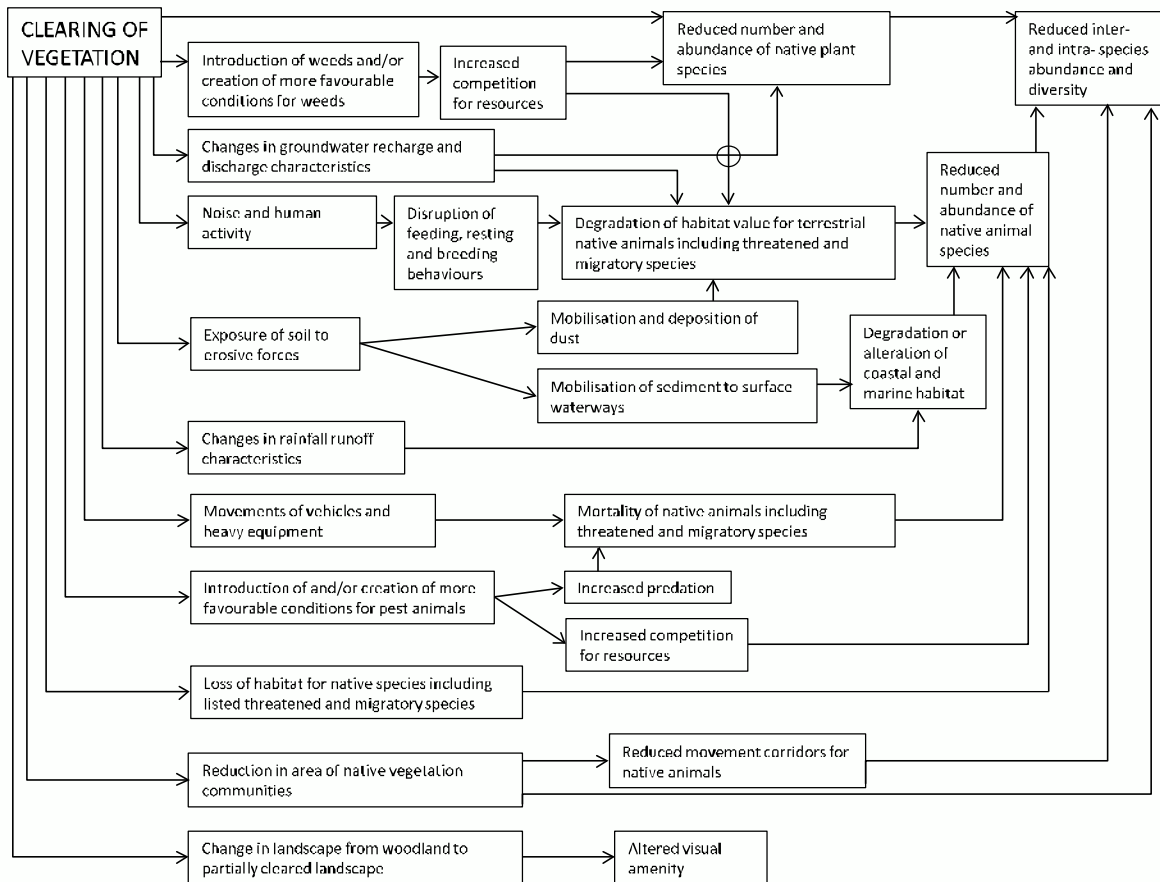 CLEARING OF
VEGETATION
Reduced number and
abundance of native plant
species
Reduced inter-
and intra- species
abundance and
diversity
Introduction of weeds and/or
creation of more favourable
conditions for weeds
Increased
competition
for resources
Changes in groundwater recharge and
discharge characteristics
Reduced
number and
abundance of
native animal
species
Noise and human
activity
Disruption of
feeding, resting
and breeding
behaviours
Degradation of habitat value for terrestrial
native animals including threatened and
migratory species
Exposure of soil to
erosive forces
Mobilisation and deposition of
dust
Degradation or
alteration of
coastal and
marine habitat
Mobilisation of sediment to surface
waterways
Changes in rainfall runoff
characteristics
Movements of vehicles and
heavy equipment
Mortality of native animals including
threatened and migratory species
Introduction of and/or creation of more
favourable conditions for pest animals
Increased predation
Increased competition
for resources
Loss of habitat for native species including
listed threatened and migratory species
Reduction in area of native vegetation
communities
Reduced movement corridors for
native animals
Change in landscape from woodland to
partially cleared landscape
Altered visual
amenity